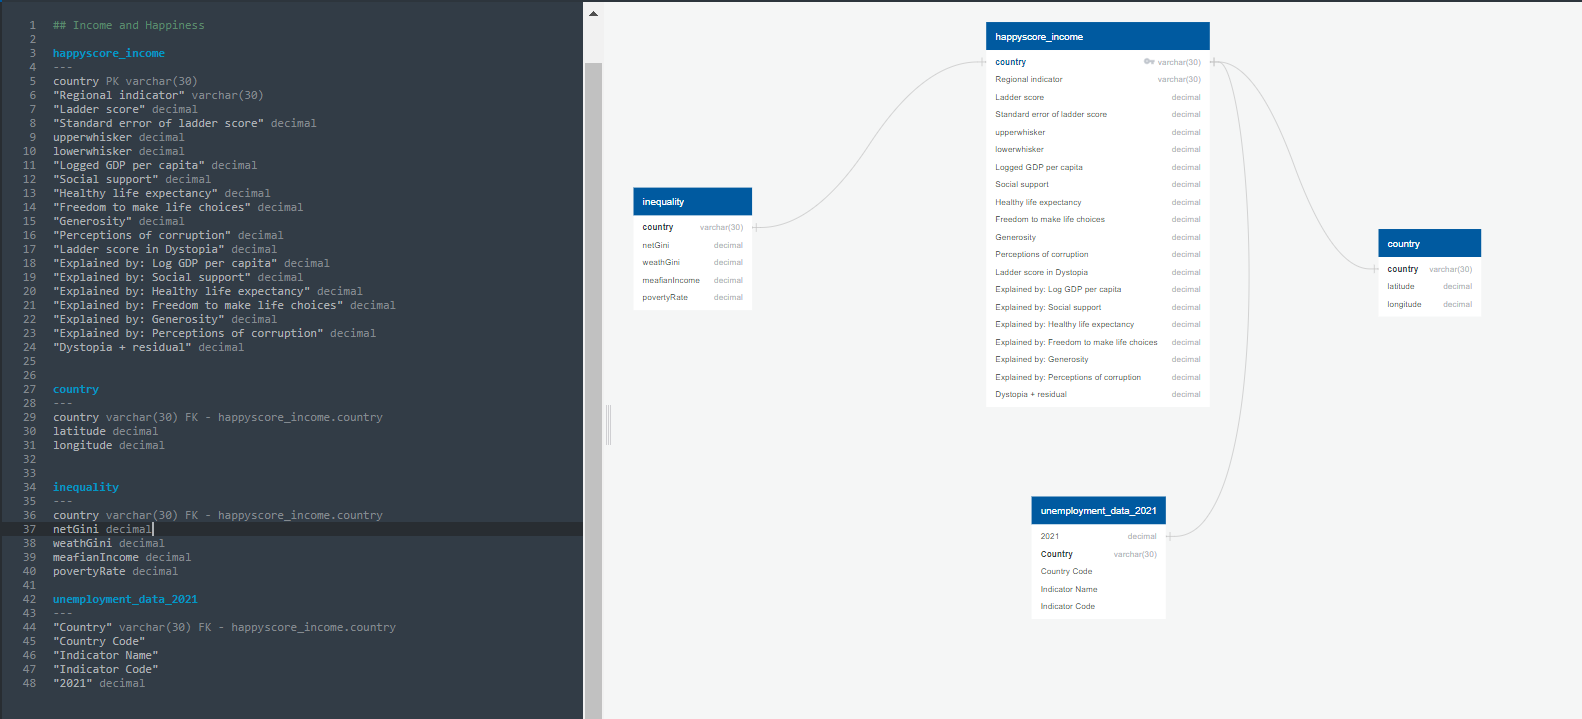 1 ## Income and Happiness
2
3 happyscore_income
4 ---
5 country PK varchar(30)
6 "Regional indicator" varchar(30)
7 "Ladder score" decimal
8 "Standard error of ladder score" decimal
9 upperwhisker decimal
10 lowerwhisker decimal
11 "Logged GDP per capita" decimal
12 "Social support" decimal
13 "Healthy life expectancy" decimal
14 "Freedom to make life choices" decimal
15 "Generosity" decimal
16 "Perceptions of corruption" decimal
17 "Ladder score in Dystopia" decimal
18 "Explained by: Log GDP per capita" decimal
19 "Explained by: Social support" decimal
20 "Explained by: Healthy life expectancy" decimal
21 "Explained by: Freedom to make life choices" decimal
22 "Explained by: Generosity" decimal
23 "Explained by: Perceptions of corruption" decimal
24 "Dystopia + residual" decimal
25
26
27 country
28 ---
29 country varchar(30) FK - happyscore_income.country
30 latitude decimal
31 longitude decimal
32
33
34 inequality
35 ---
36 country varchar(30) FK - happyscore_income.country
37 netGini decimal
38 weathGini decimal
39 meafianIncome decimal
40 povertyRate decimal
41
42 unemployment_data_2021
43 ---
44 "Country" varchar(30) FK - happyscore_income.country
45 "Country Code"
46 "Indicator Name"
47 "Indicator Code"
48 "2021" decimal
happyscore_income
country varchar(30)
Regional indicator varchar(30)
Ladder score decimal
Standard error of ladder score decimal
upperwhisker decimal
lowerwhisker decimal
Logged GDP per capita decimal
Social support decimal
Healthy life expectancy decimal
Freedom to make life choices decimal
Generosity decimal
Perceptions of corruption decimal
Ladder score in Dystopia decimal
Explained by: Log GDP per capita decimal
Explained by: Social support decimal
Explained by: Healthy life expectancy decimal
Explained by: Freedom to make life choices decimal
Explained by: Generosity decimal
Explained by: Perceptions of corruption decimal
Dystopia + residual decimal
inequality
country varchar(30)
netGini decimal
weathGini decimal
meafianIncome decimal
povertyRate decimal
country
country varchar(30)
latitude decimal
longitude decimal
unemployment_data_2021
2021 decimal
Country varchar(30)
Country Code
Indicator Name
Indicator Code